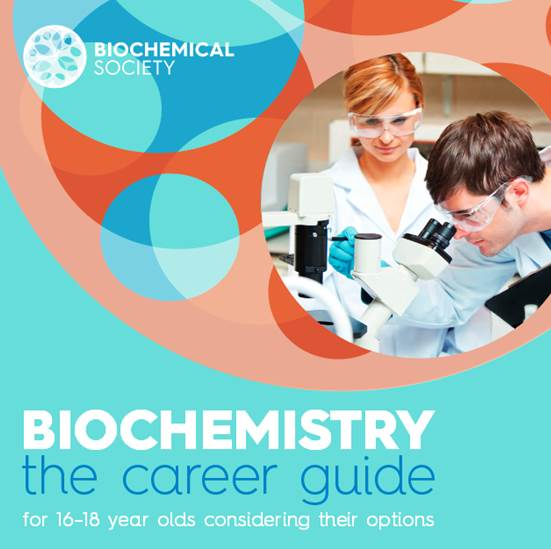 BIOCHEMICAL
SOCIETY
BIOCHEMISTRY
the career guide
for 16–18 year olds considering their options